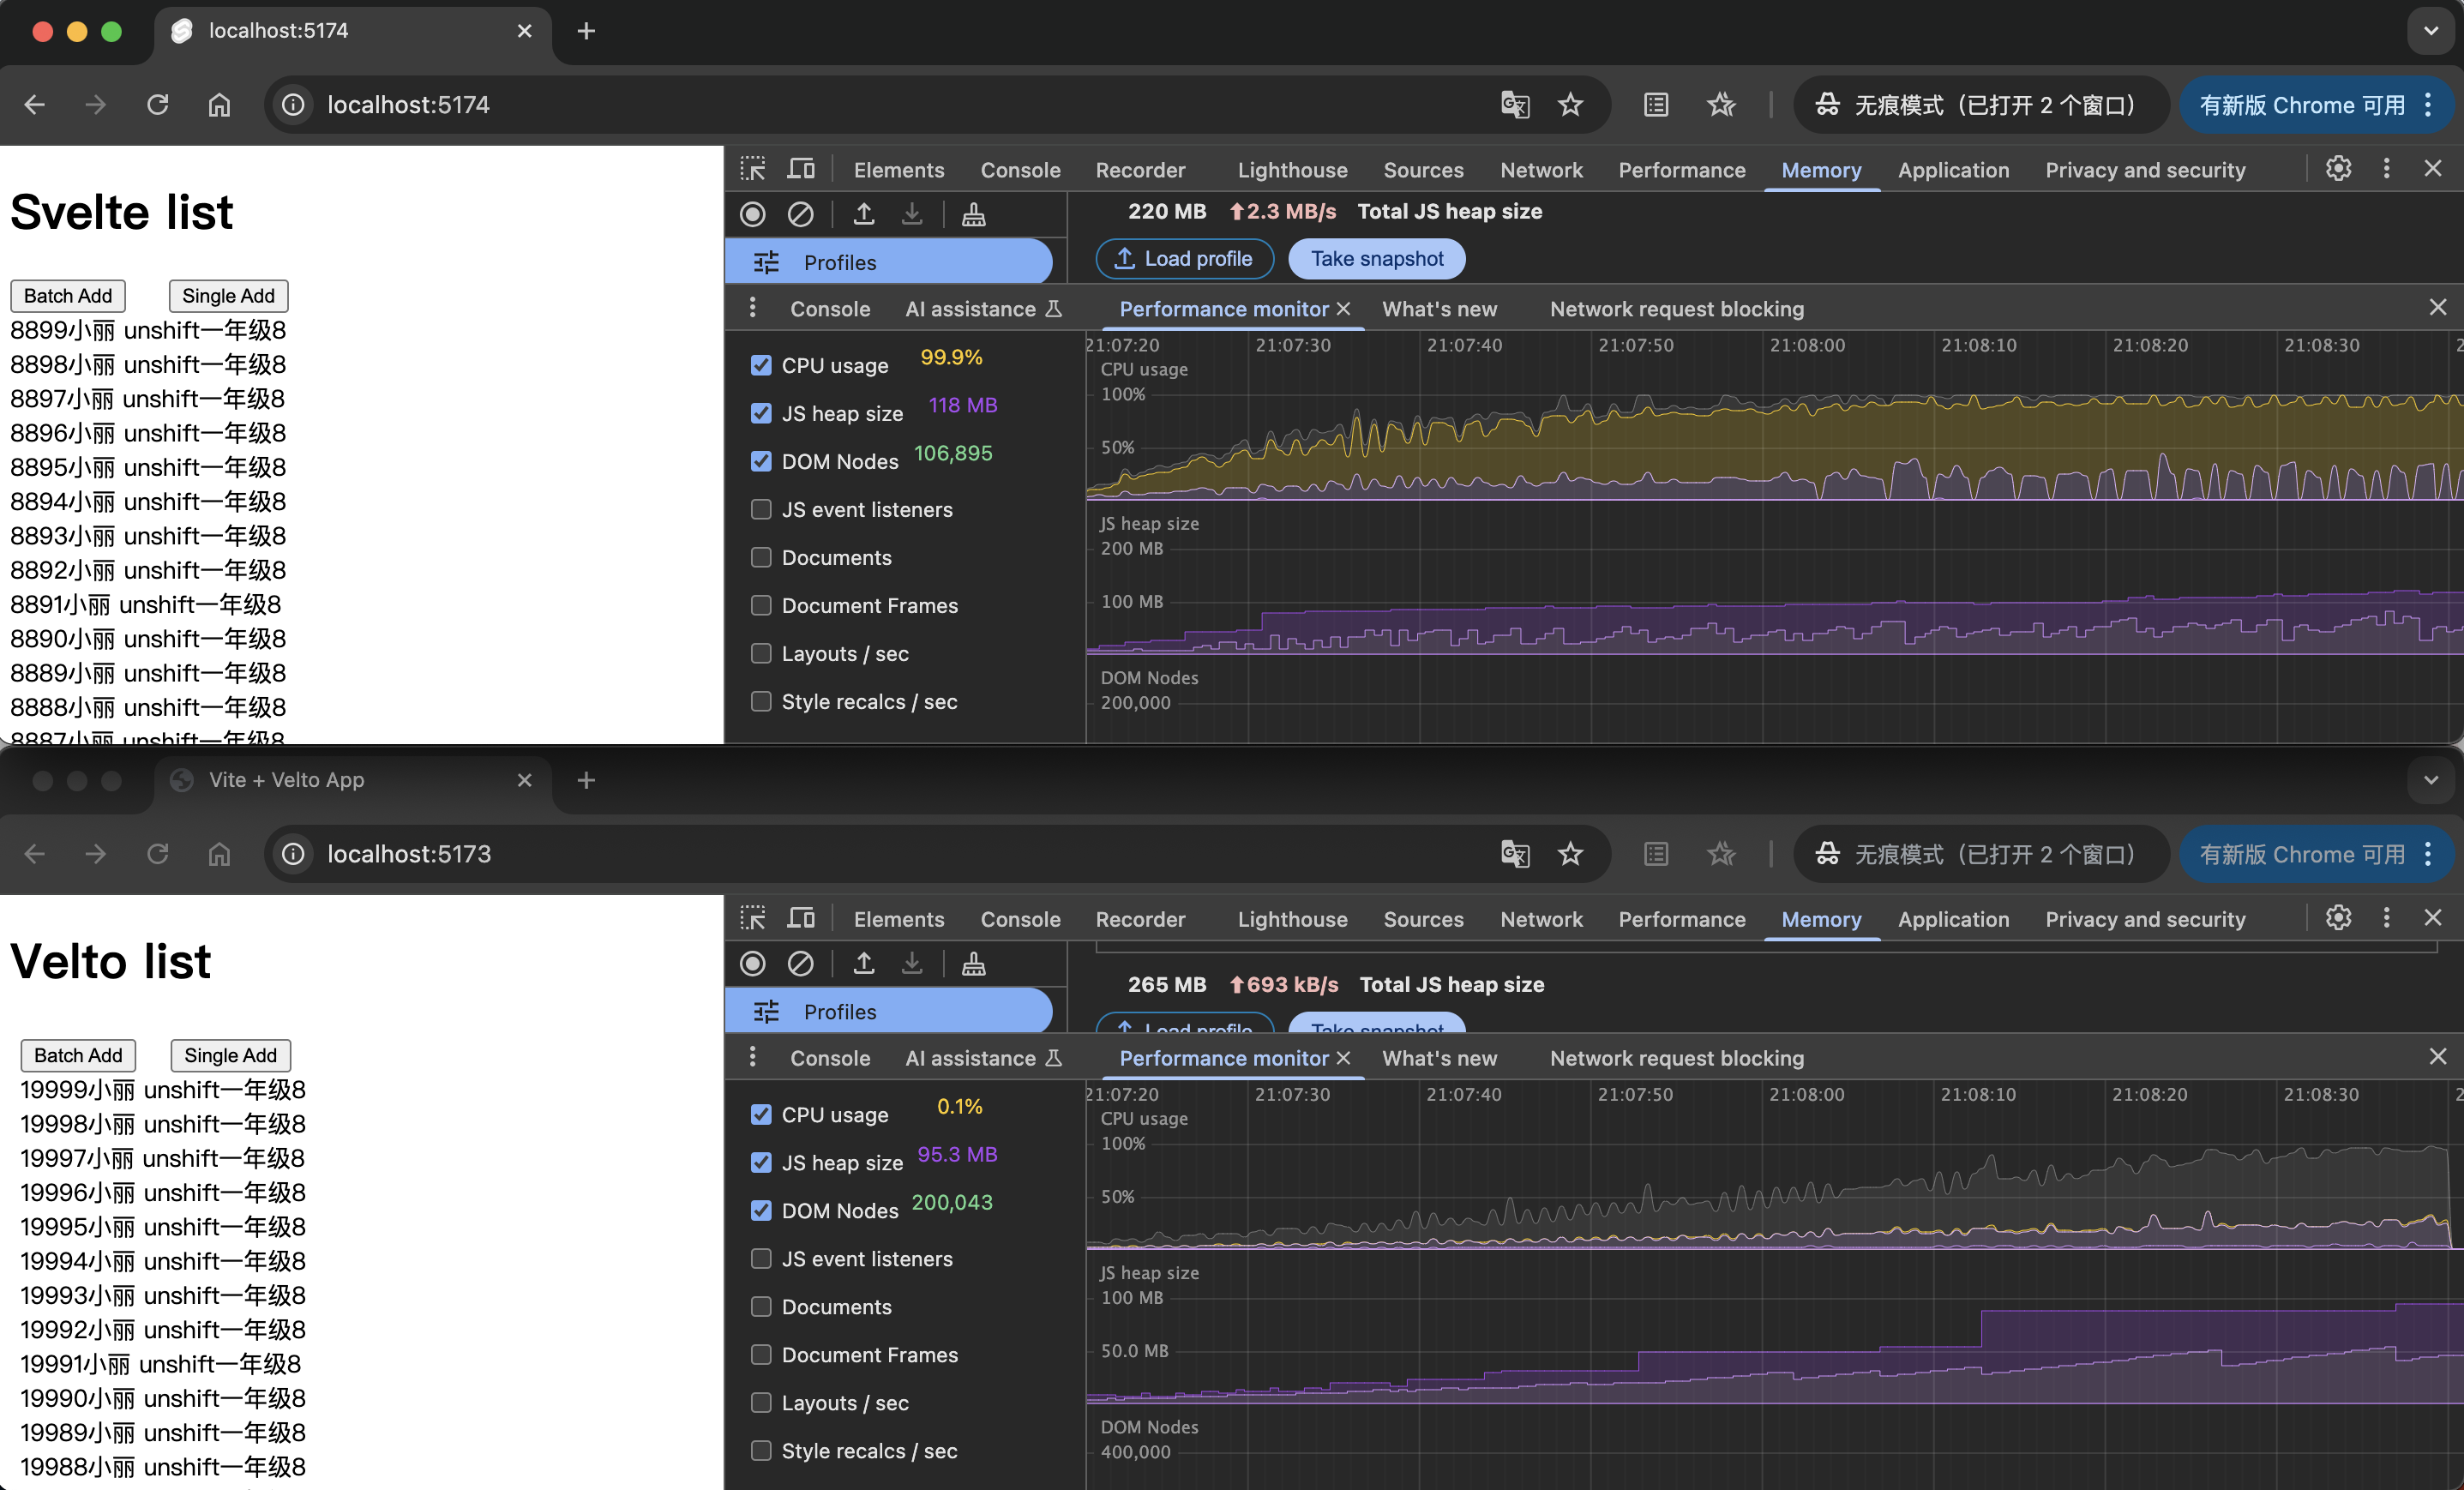 localhost:5174
localhost:5174
无痕模式（已打开 2 个窗口）
有新版 Chrome 可用
Svelte list
Batch Add
Single Add
8899小丽 unshift一年级8
8898小丽 unshift一年级8
8897小丽 unshift一年级8
8896小丽 unshift一年级8
8895小丽 unshift一年级8
8894小丽 unshift一年级8
8893小丽 unshift一年级8
8892小丽 unshift一年级8
8891小丽 unshift一年级8
8890小丽 unshift一年级8
8889小丽 unshift一年级8
8888小丽 unshift一年级8
8887小丽 unshift一年级8
Elements Console Recorder Lighthouse Sources Network Performance Memory Application Privacy and security
220 MB 2.3 MB/s Total JS heap size
Profiles
Load profile
Take snapshot
Console AI assistance Performance monitor What's new Network request blocking
CPU usage 99.9%
JS heap size 118 MB
DOM Nodes 106,895
JS event listeners
Documents
Document Frames
Layouts / sec
Style recalcs / sec
21:07:20 21:07:30 21:07:40 21:07:50 21:08:00 21:08:10 21:08:20 21:08:30
CPU usage
100%
50%
JS heap size
200 MB
100 MB
DOM Nodes
200,000
Vite + Velto App
localhost:5173
无痕模式（已打开 2 个窗口）
有新版 Chrome 可用
Velto list
Batch Add
Single Add
19999小丽 unshift一年级8
19998小丽 unshift一年级8
19997小丽 unshift一年级8
19996小丽 unshift一年级8
19995小丽 unshift一年级8
19994小丽 unshift一年级8
19993小丽 unshift一年级8
19992小丽 unshift一年级8
19991小丽 unshift一年级8
19990小丽 unshift一年级8
19989小丽 unshift一年级8
19988小丽 unshift一年级8
Elements Console Recorder Lighthouse Sources Network Performance Memory Application Privacy and security
265 MB 693 kB/s Total JS heap size
Profiles
Load profile
Take snapshot
Console AI assistance Performance monitor What's new Network request blocking
CPU usage 0.1%
JS heap size 95.3 MB
DOM Nodes 200,043
JS event listeners
Documents
Document Frames
Layouts / sec
Style recalcs / sec
21:07:20 21:07:30 21:07:40 21:07:50 21:08:00 21:08:10 21:08:20 21:08:30
CPU usage
100%
50%
JS heap size
100 MB
50.0 MB
DOM Nodes
400,000